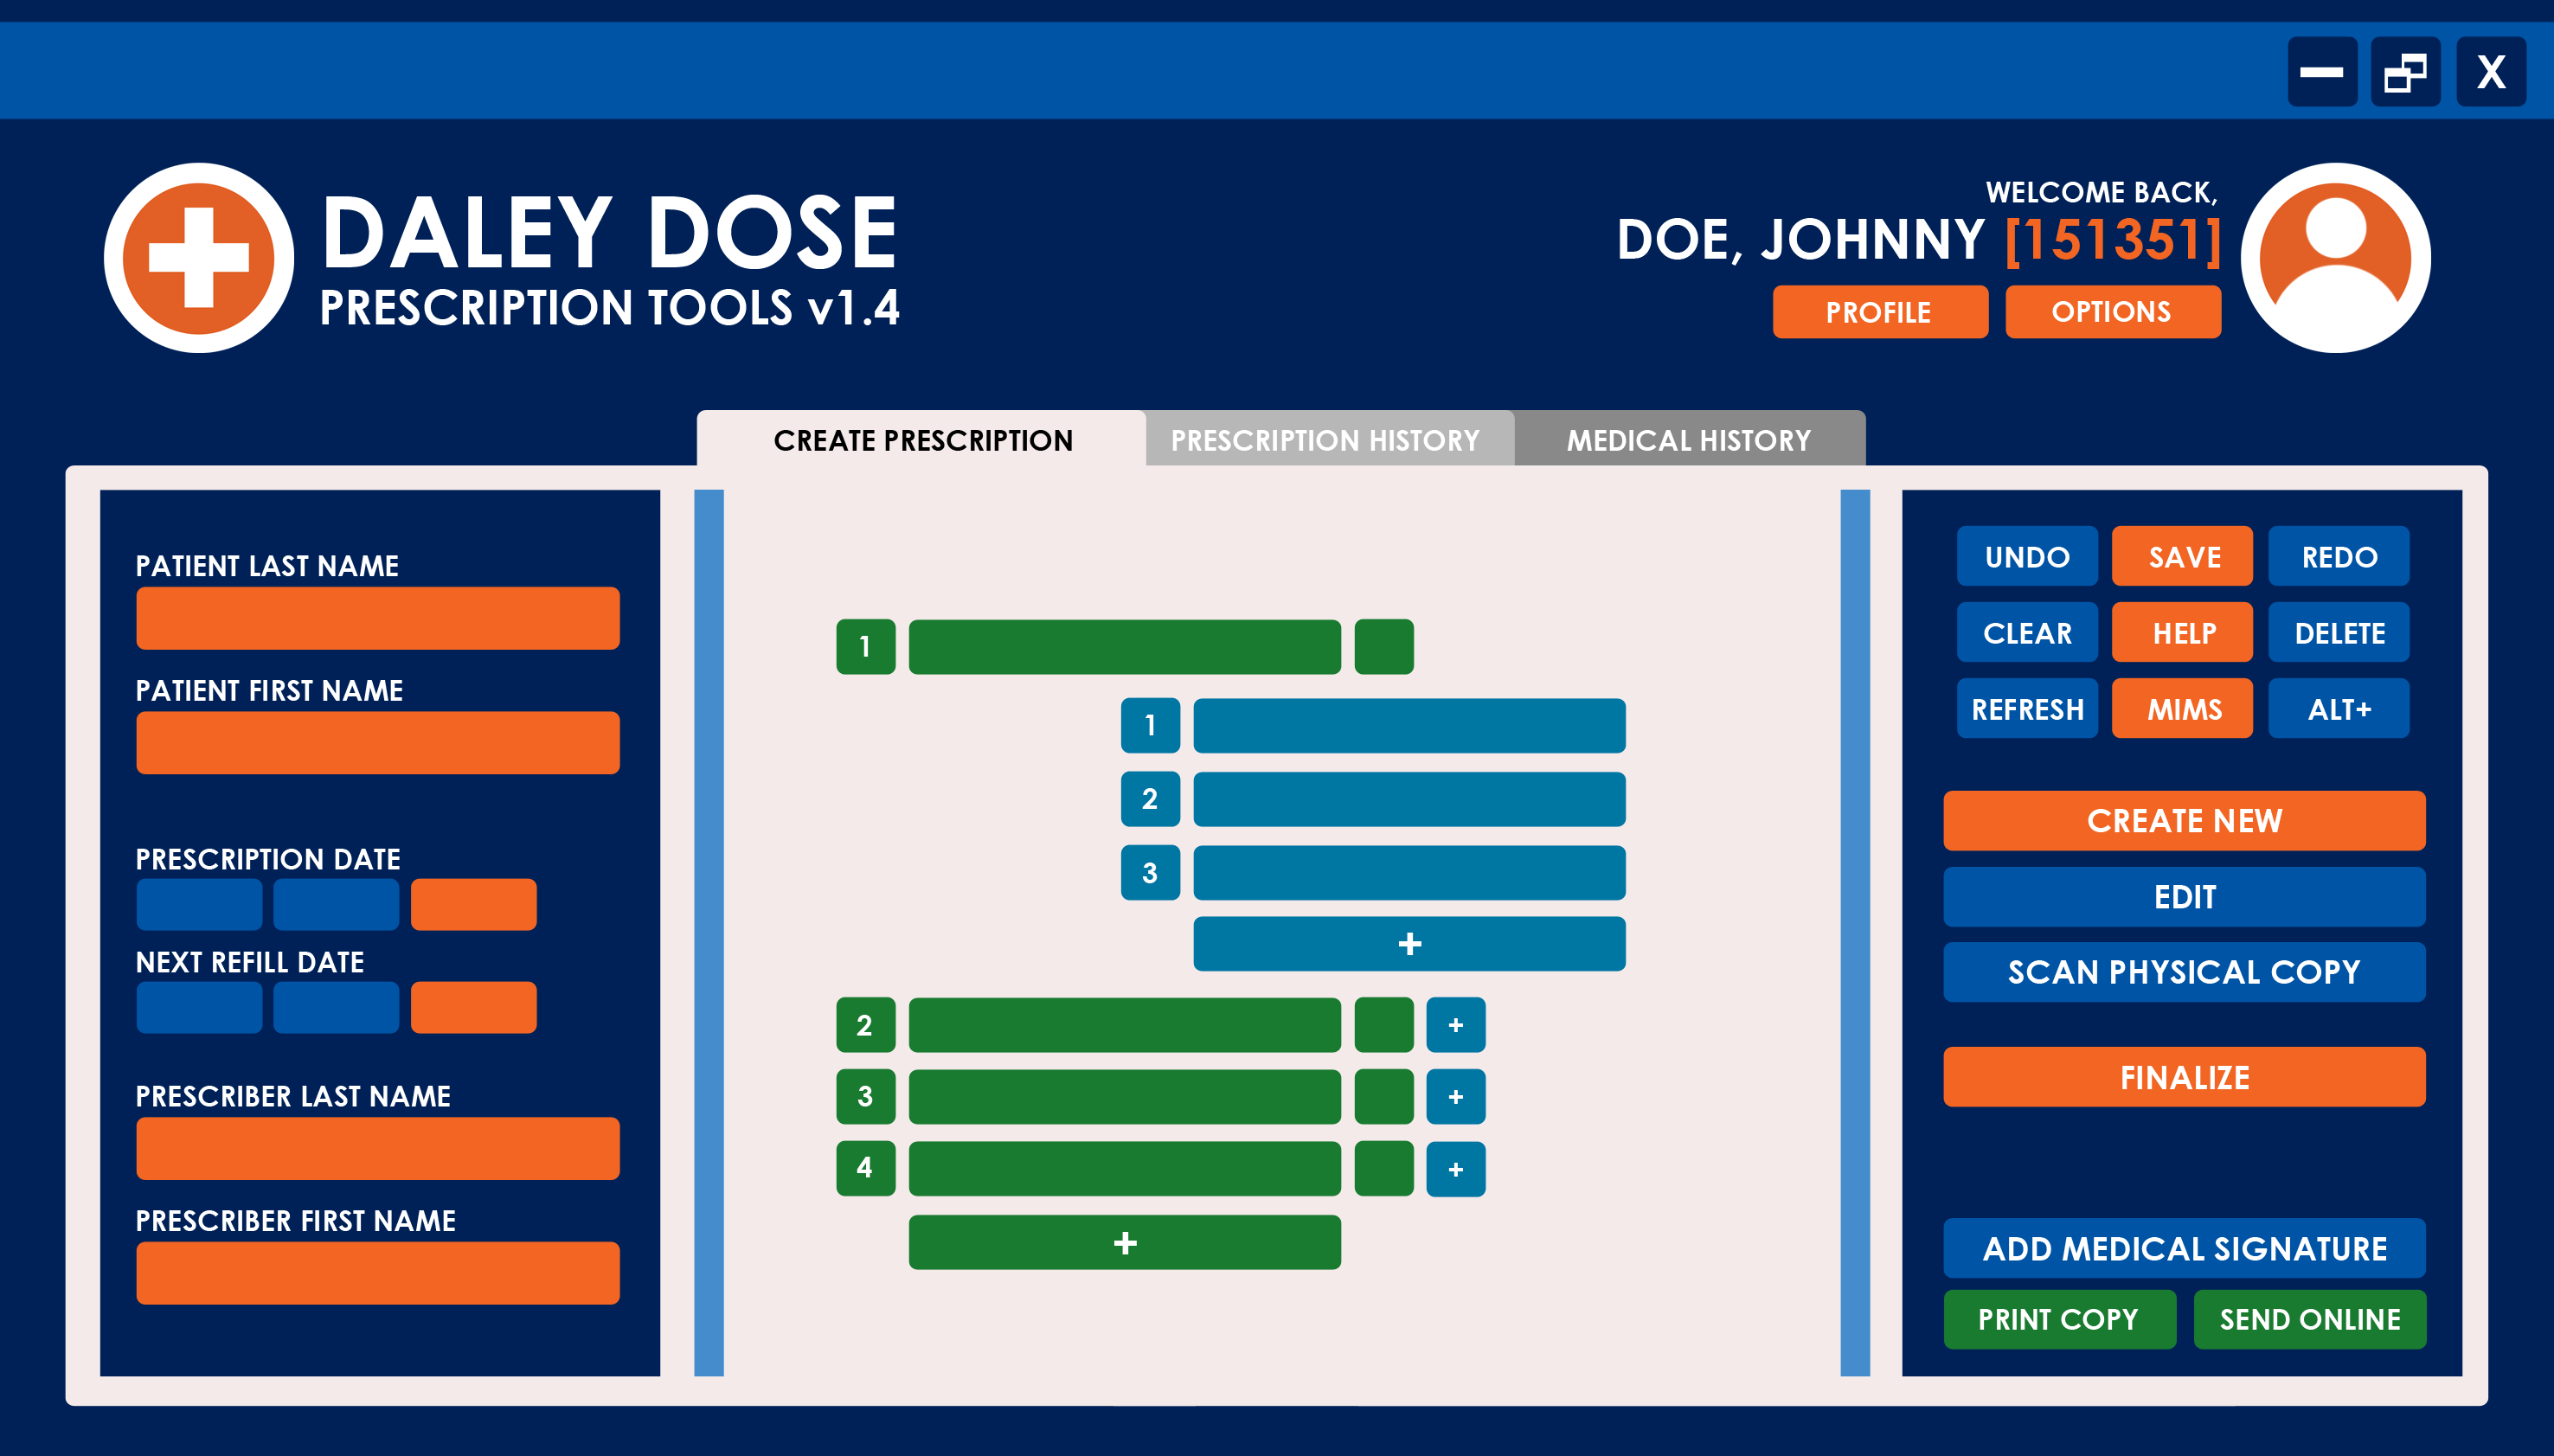 X
DALEY DOSE
PRESCRIPTION TOOLS v1.4
WELCOME BACK,
DOE, JOHNNY [151351]
PROFILE
OPTIONS
CREATE PRESCRIPTION
PRESCRIPTION HISTORY
MEDICAL HISTORY
PATIENT LAST NAME
PATIENT FIRST NAME
PRESCRIPTION DATE
NEXT REFILL DATE
PRESCRIBER LAST NAME
PRESCRIBER FIRST NAME
1
1
2
3
+
2 +
3 +
4 +
+
UNDO SAVE REDO
CLEAR HELP DELETE
REFRESH MIMS ALT+
CREATE NEW
EDIT
SCAN PHYSICAL COPY
FINALIZE
ADD MEDICAL SIGNATURE
PRINT COPY SEND ONLINE